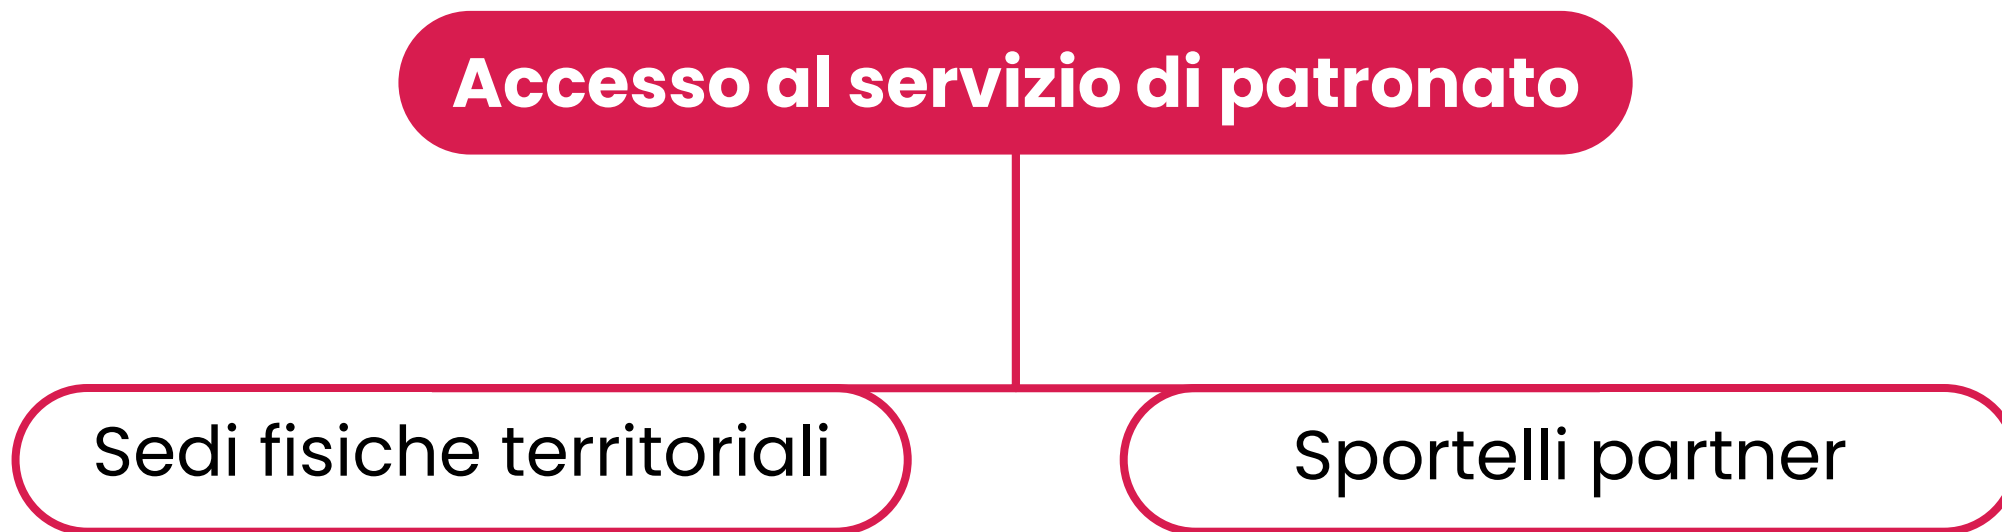 Accesso al servizio di patronato
Sedi fisiche territoriali
Sportelli partner